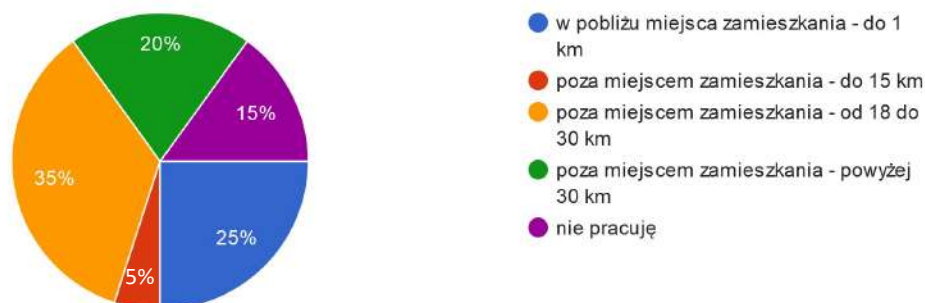 20%
15%
35%
25%
5%
w pobliżu miejsca zamieszkania - do 1
km
poza miejscem zamieszkania - do 15 km
poza miejscem zamieszkania - od 18 do
30 km
poza miejscem zamieszkania - powyżej
30 km
nie pracuję